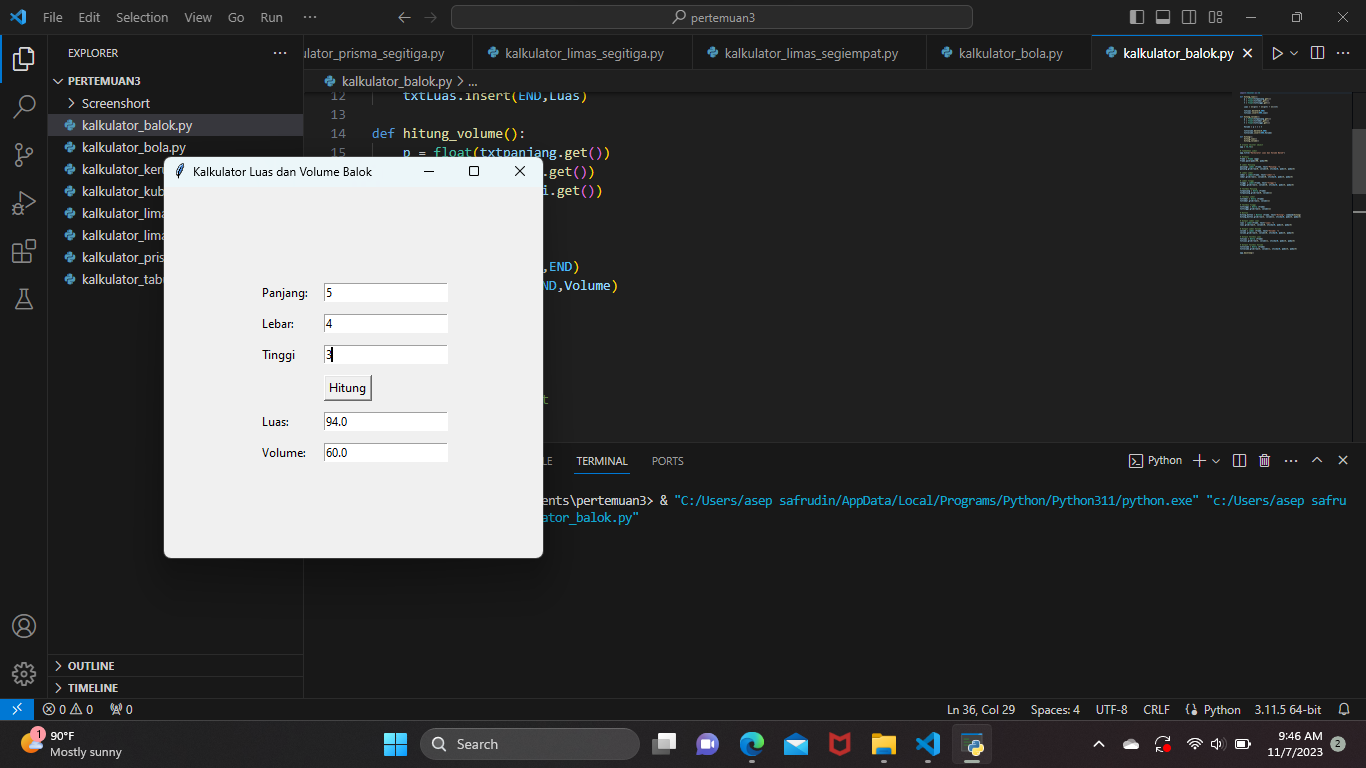 File Edit Selection View Go Run ···
pertemuan3
EXPLORER
PERTEMUAN3
Screenshort
kalkulator_balok.py
kalkulator_bola.py
kalkulator_keru
kalkulator_kub
kalkulator_lima
kalkulator_lima
kalkulator_pris
kalkulator_tabu
OUTLINE
TIMELINE
ulator_prisma_segitiga.py kalkulator_limas_segitiga.py kalkulator_limas_segiempat.py kalkulator_bola.py kalkulator_balok.py
kalkulator_balok.py > ...
12 txtLuas.insert(END,Luas)
13
14 def hitung_volume():
15 p = float(txtpanjang.get())
.get())
i.get())
,END)
ND,Volume)
t
Kalkulator Luas dan Volume Balok
Panjang: 5
Lebar: 4
Tinggi 3
Hitung
Luas: 94.0
Volume: 60.0
LE TERMINAL PORTS
Python
ents\pertemuan3> & "C:/Users/asep safrudin/AppData/Local/Programs/Python/Python311/python.exe" "c:/Users/asep safru
ator_balok.py"
0 0 0
Ln 36, Col 29 Spaces: 4 UTF-8 CRLF Python 3.11.5 64-bit
1
90°F
Mostly sunny
Search
9:46 AM
11/7/2023
2